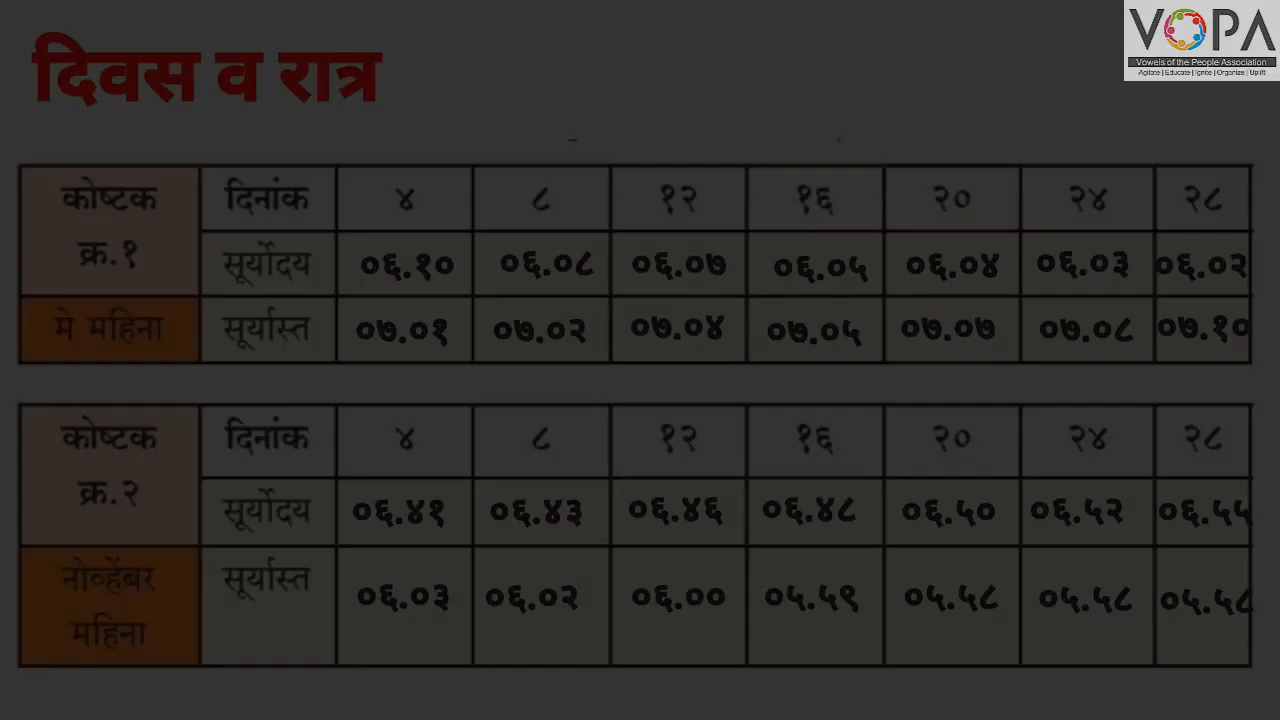 VOPA
Vowels of the People Association
Agitate | Educate | Ignite | Organize | Uplift
दिवस व रात्र
कोष्टक क्र.१ दिनांक ४ ८ १२ १६ २० २४ २८
सूर्योदय ०६.१० ०६.०८ ०६.०७ ०६.०५ ०६.०४ ०६.०३ ०६.०२
मे महिना सूर्यास्त ०७.०१ ०७.०२ ०७.०४ ०७.०५ ०७.०७ ०७.०८ ०७.१०
कोष्टक क्र.२ दिनांक ४ ८ १२ १६ २० २४ २८
सूर्योदय ०६.४१ ०६.४३ ०६.४६ ०६.४८ ०६.५० ०६.५२ ०६.५५
नोव्हेंबर महिना सूर्यास्त ०६.०३ ०६.०२ ०६.०० ०५.५९ ०५.५८ ०५.५८ ०५.५८